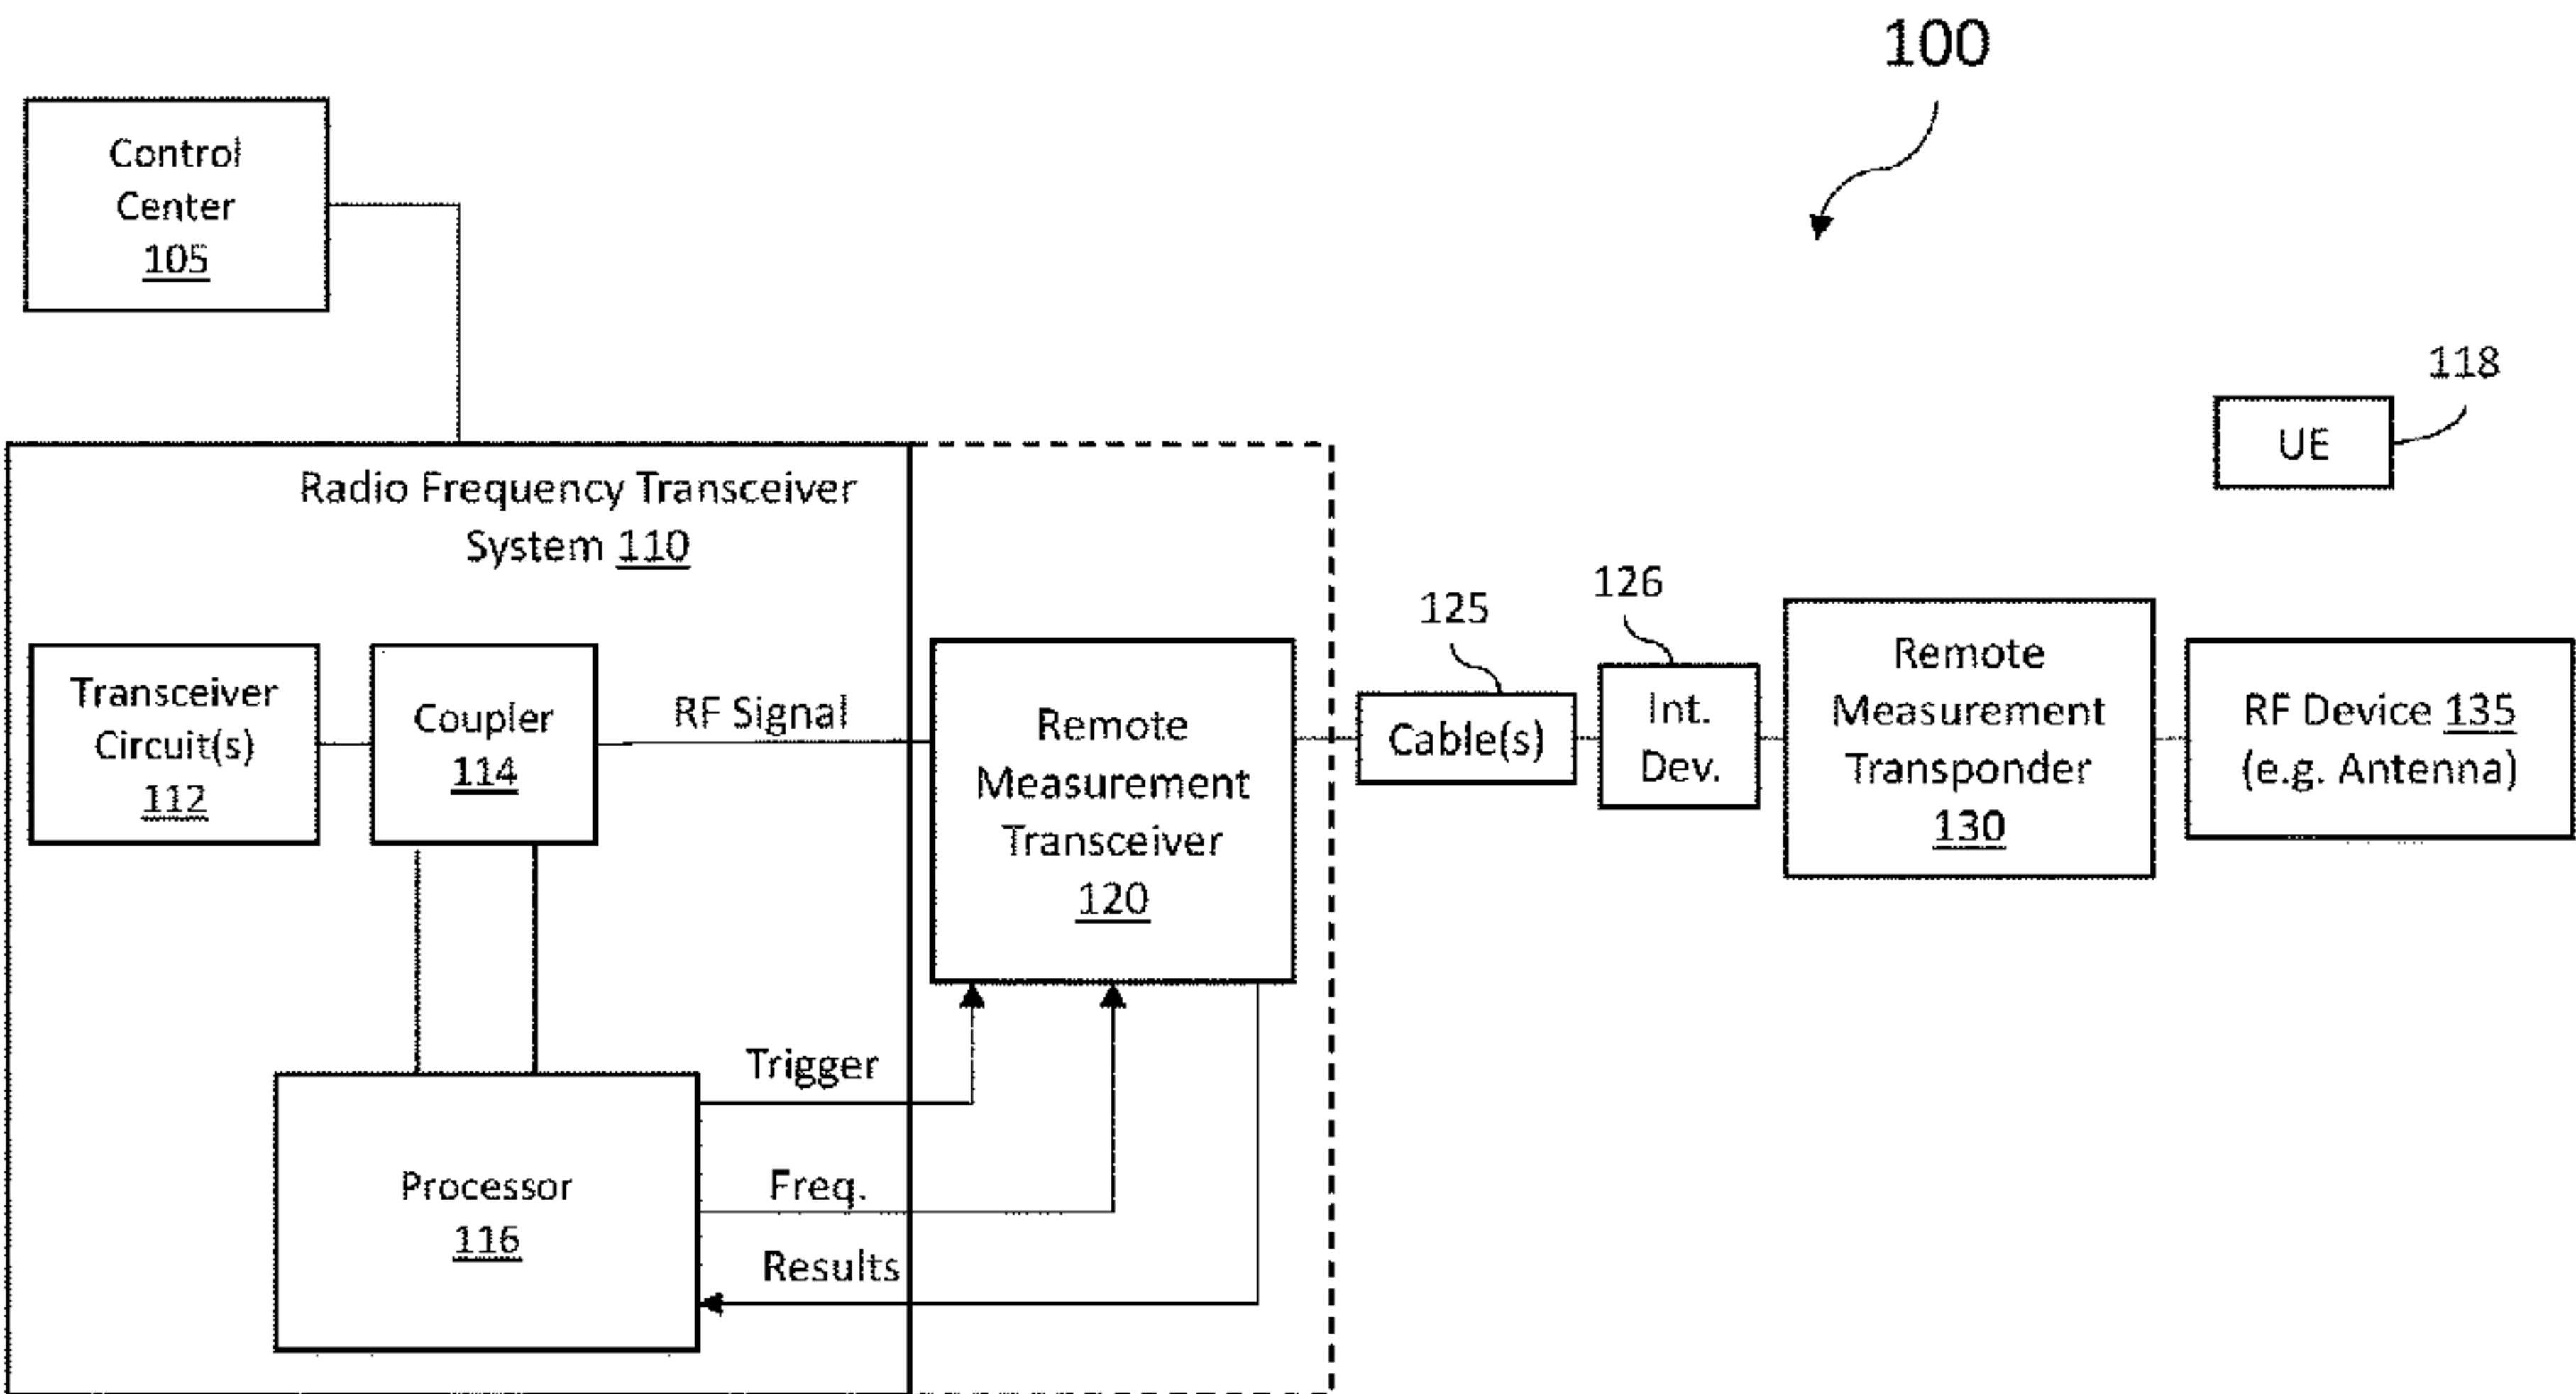 100
Control
Center
105
118
UE
Radio Frequency Transceiver
System 110
126
125
Transceiver
Circuit(s)
112
Coupler
114
RF Signal
Remote
Measurement
Transceiver
120
Cable(s)
Int.
Dev.
Remote
Measurement
Transponder
130
RF Device 135
(e.g. Antenna)
Trigger
Processor
116
Freq.
Results